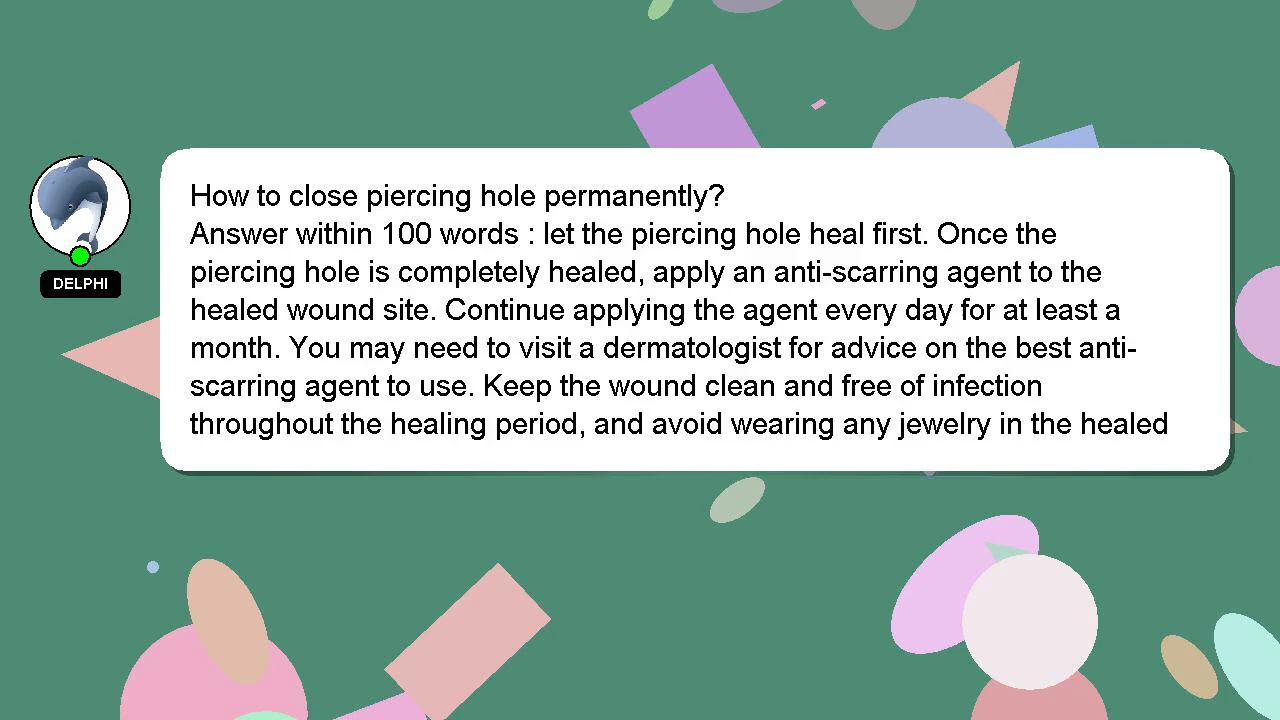 How to close piercing hole permanently?
Answer within 100 words : let the piercing hole heal first. Once the
piercing hole is completely healed, apply an anti-scarring agent to the
healed wound site. Continue applying the agent every day for at least a
month. You may need to visit a dermatologist for advice on the best anti-
scarring agent to use. Keep the wound clean and free of infection
throughout the healing period, and avoid wearing any jewelry in the healed
DELPHI